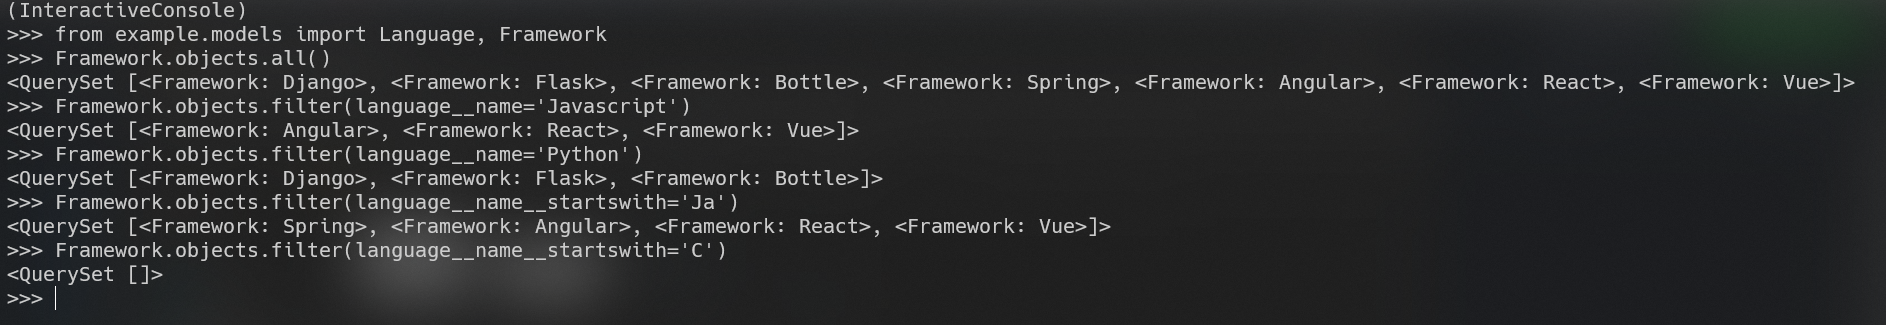 (InteractiveConsole)
>>> from example.models import Language, Framework
>>> Framework.objects.all()
<QuerySet [<Framework: Django>, <Framework: Flask>, <Framework: Bottle>, <Framework: Spring>, <Framework: Angular>, <Framework: React>, <Framework: Vue>]>
>>> Framework.objects.filter(language__name='Javascript')
<QuerySet [<Framework: Angular>, <Framework: React>, <Framework: Vue>]>
>>> Framework.objects.filter(language__name='Python')
<QuerySet [<Framework: Django>, <Framework: Flask>, <Framework: Bottle>]>
>>> Framework.objects.filter(language__name__startswith='Ja')
<QuerySet [<Framework: Spring>, <Framework: Angular>, <Framework: React>, <Framework: Vue>]>
>>> Framework.objects.filter(language__name__startswith='C')
<QuerySet []>
>>>